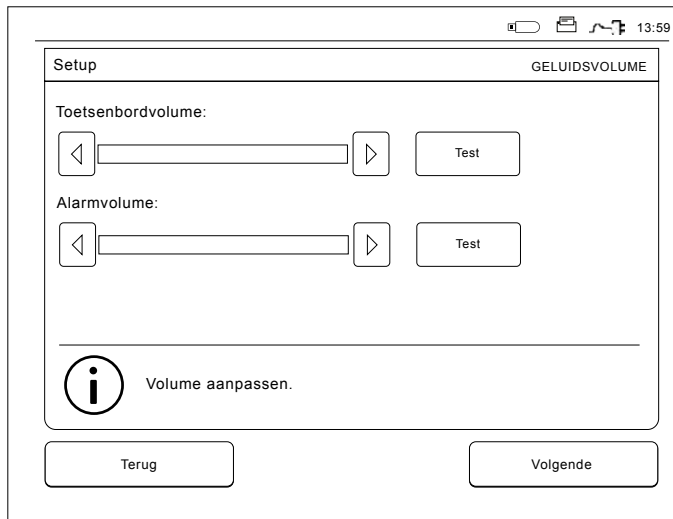 13:59
Setup
GELUIDSVOLUME
Toetsenbordvolume:
Test
Alarmvolume:
Test
Volume aanpassen.
Terug
Volgende